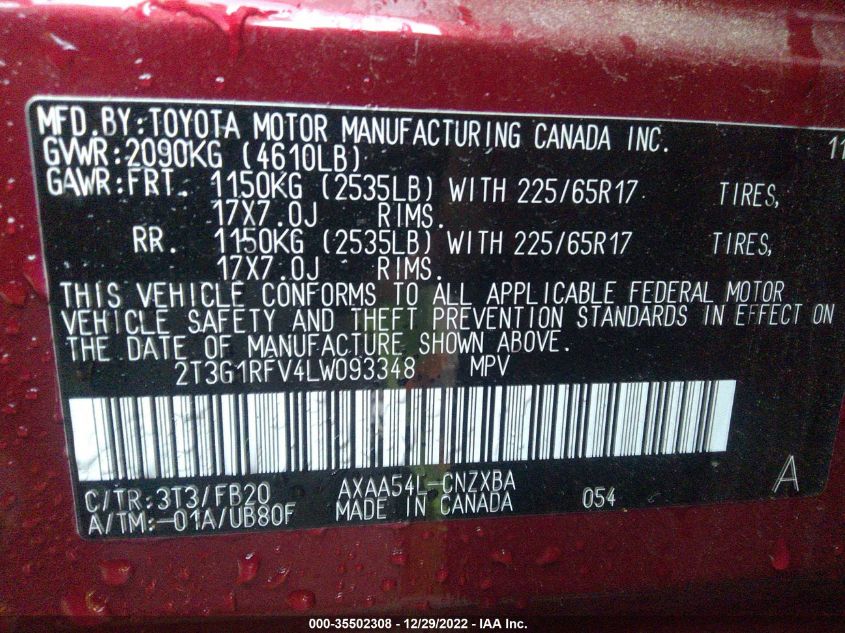 MFD.BY:TOYOTA MOTOR MANUFACTURING CANADA INC. 11
GVWR:2090KG (4610LB)
GAWR:FRT. 1150KG (2535LB) WITH 225/65R17 TIRES,
17X7.0J RIMS.
RR. 1150KG (2535LB) WITH 225/65R17 TIRES,
17X7.0J RIMS.
THIS VEHICLE CONFORMS TO ALL APPLICABLE FEDERAL MOTOR
VEHICLE SAFETY AND THEFT PREVENTION STANDARDS IN EFFECT ON
THE DATE OF MANUFACTURE SHOWN ABOVE.
2T3G1RFV4LW093348 MPV
C/TR:3T3/FB20 AXAA54L-CNZXBA 054 A
A/TM:-01A/UB80F MADE IN CANADA
000-35502308 - 12/29/2022 - IAA Inc.